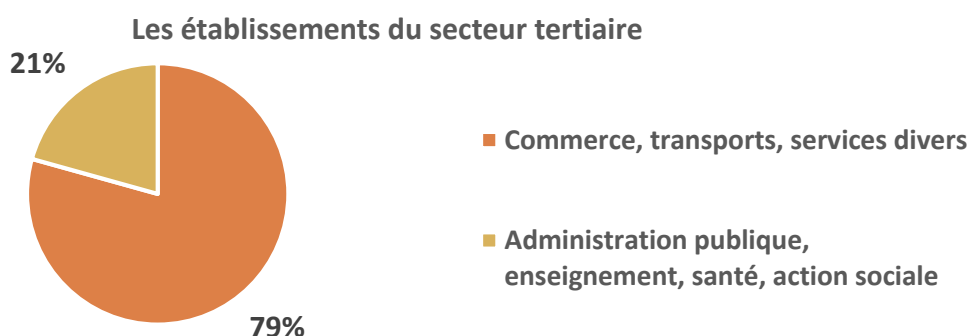 Les établissements du secteur tertiaire
21%
Commerce, transports, services divers
Administration publique,
enseignement, santé, action sociale
79%